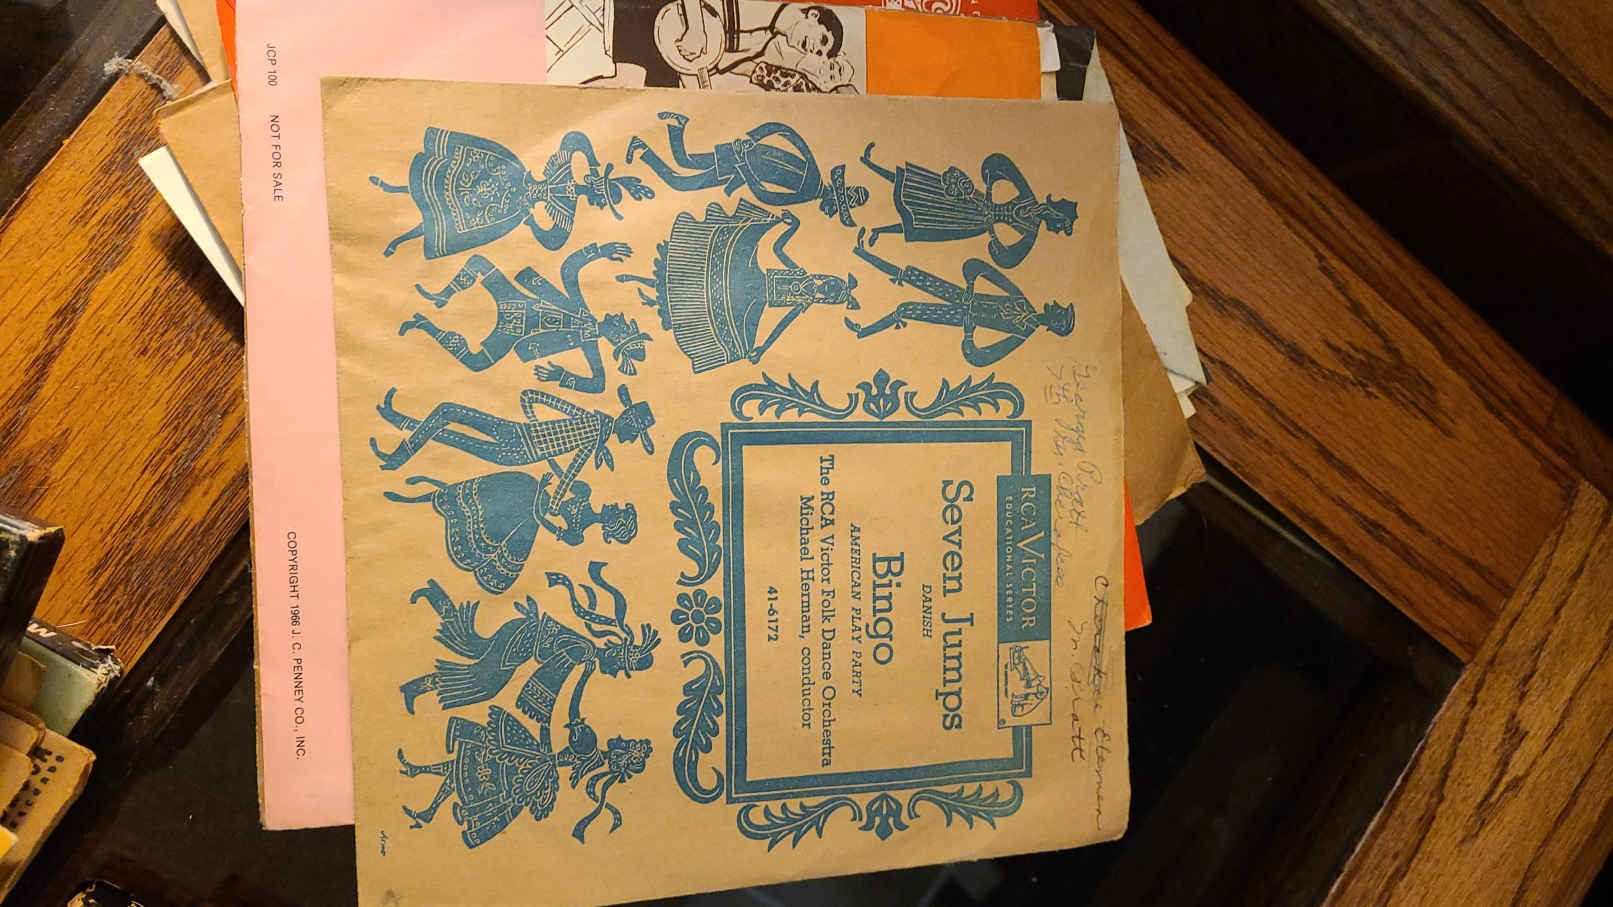 RCA VICTOR
EDUCATIONAL SERIES
Seven Jumps
DANISH
Bingo
AMERICAN PLAY PARTY
The RCA Victor Folk Dance Orchestra
Michael Herman, conductor
41-6172
JCP 100 NOT FOR SALE
COPYRIGHT 1966 J. C. PENNEY CO., INC.